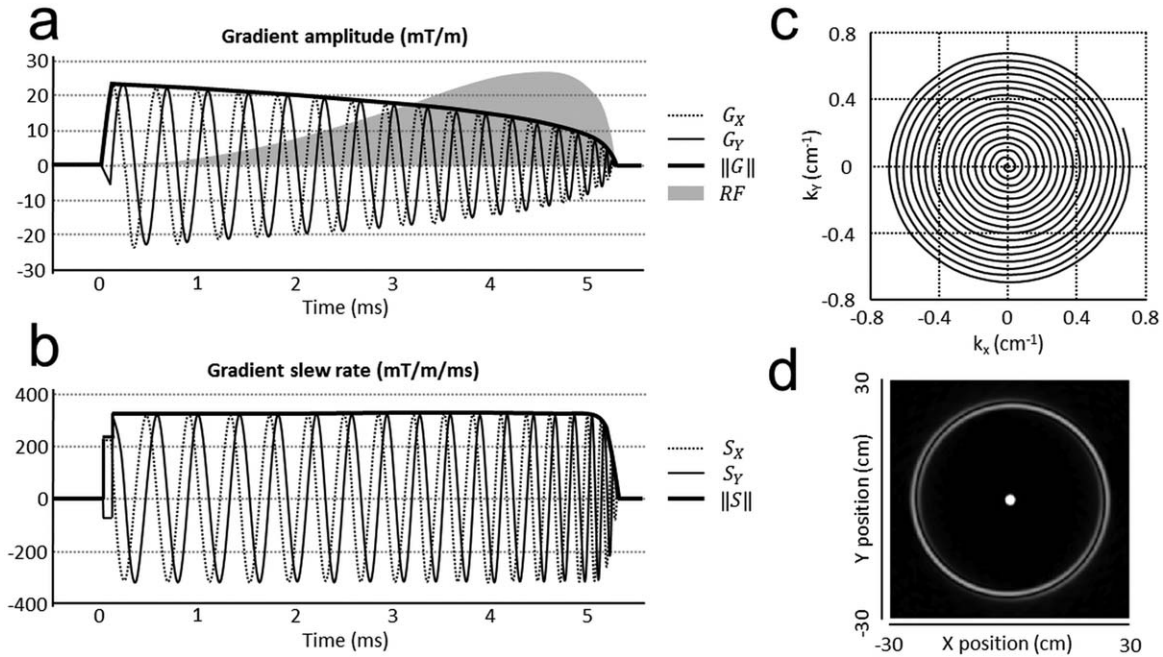 a
Gradient amplitude (mT/m)
30
20
10
0
-10
-20
-30
0 1 2 3 4 5
Time (ms)
G_X
G_Y
‖G‖
RF
b
Gradient slew rate (mT/m/ms)
400
200
0
-200
-400
0 1 2 3 4 5
Time (ms)
S_X
S_Y
‖S‖
c
0.8
0.4
0
-0.4
-0.8
k_Y (cm⁻¹)
-0.8 -0.4 0 0.4 0.8
k_x (cm⁻¹)
d
30
Y position (cm)
-30
-30 X position (cm) 30